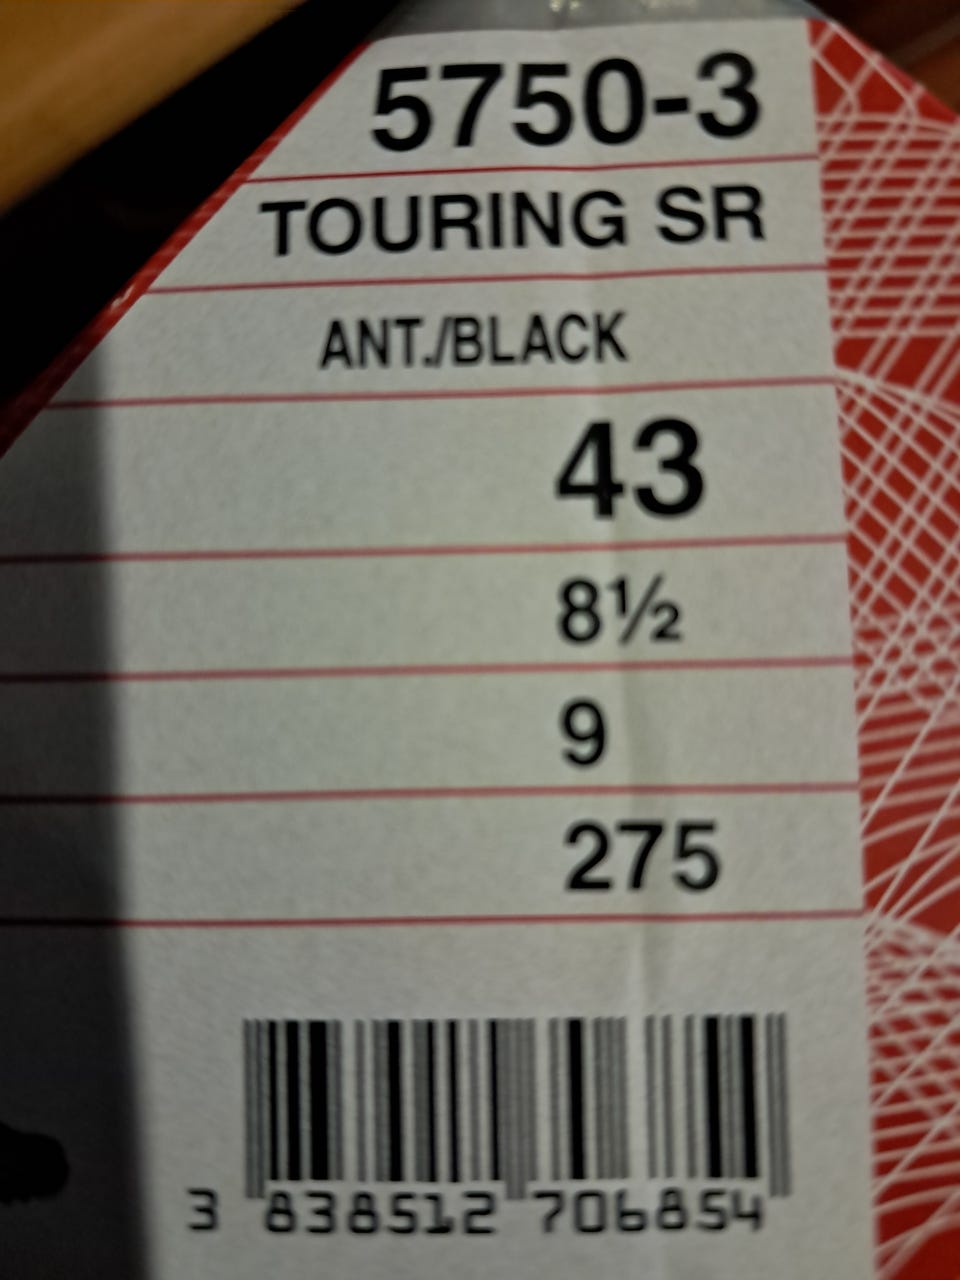 5750-3
TOURING SR
ANT./BLACK
43
8½
9
275
3 838512 706854